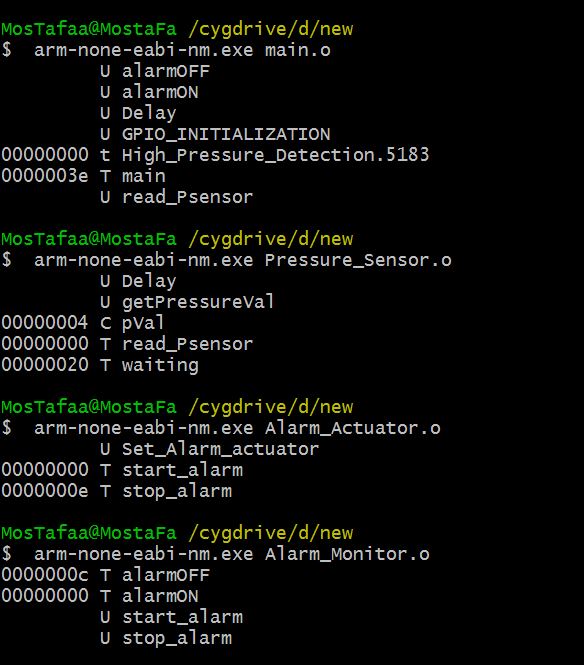 MosTafaa@MostaFa /cygdrive/d/new
$  arm-none-eabi-nm.exe main.o
         U alarmOFF
         U alarmON
         U Delay
         U GPIO_INITIALIZATION
00000000 t High_Pressure_Detection.5183
0000003e T main
         U read_Psensor
MosTafaa@MostaFa /cygdrive/d/new
$  arm-none-eabi-nm.exe Pressure_Sensor.o
         U Delay
         U getPressureVal
00000004 C pVal
00000000 T read_Psensor
00000020 T waiting
MosTafaa@MostaFa /cygdrive/d/new
$  arm-none-eabi-nm.exe Alarm_Actuator.o
         U Set_Alarm_actuator
00000000 T start_alarm
0000000e T stop_alarm
MosTafaa@MostaFa /cygdrive/d/new
$  arm-none-eabi-nm.exe Alarm_Monitor.o
0000000c T alarmOFF
00000000 T alarmON
         U start_alarm
         U stop_alarm